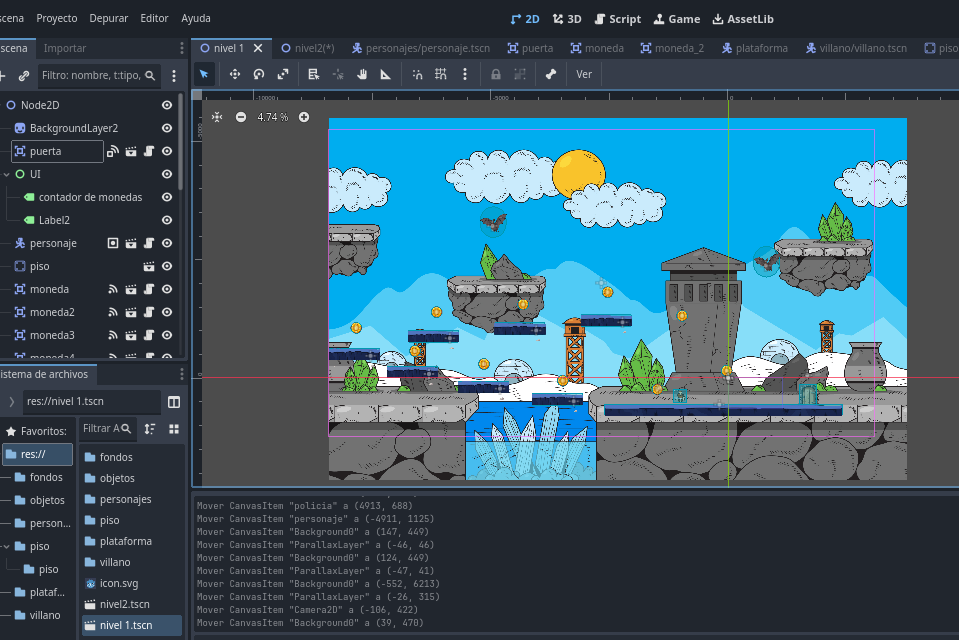 scena Proyecto Depurar Editor Ayuda
2D 3D Script Game AssetLib
scena Importar
nivel 1 nivel2(*) personajes/personaje.tscn puerta moneda moneda_2 plataforma villano/villano.tscn piso
Filtro: nombre, t:tipo,
Ver
-10000 -5000 0
4.74 %
Node2D
BackgroundLayer2
puerta
UI
contador de monedas
Label2
personaje
piso
moneda
moneda2
moneda3
moneda4
istema de archivos
res://nivel 1.tscn
Favoritos:
res://
fondos
objetos
person...
piso
piso
plataf...
villano
Filtrar A
fondos
objetos
personajes
piso
plataforma
villano
icon.svg
nivel2.tscn
nivel 1.tscn
Mover CanvasItem "policia" a (4913, 688)
Mover CanvasItem "personaje" a (-4911, 1125)
Mover CanvasItem "Background0" a (147, 449)
Mover CanvasItem "ParallaxLayer" a (-46, 46)
Mover CanvasItem "Background0" a (124, 449)
Mover CanvasItem "ParallaxLayer" a (-47, 41)
Mover CanvasItem "Background0" a (-552, 6213)
Mover CanvasItem "ParallaxLayer" a (-26, 315)
Mover CanvasItem "Camera2D" a (-106, 422)
Mover CanvasItem "Background0" a (39, 470)